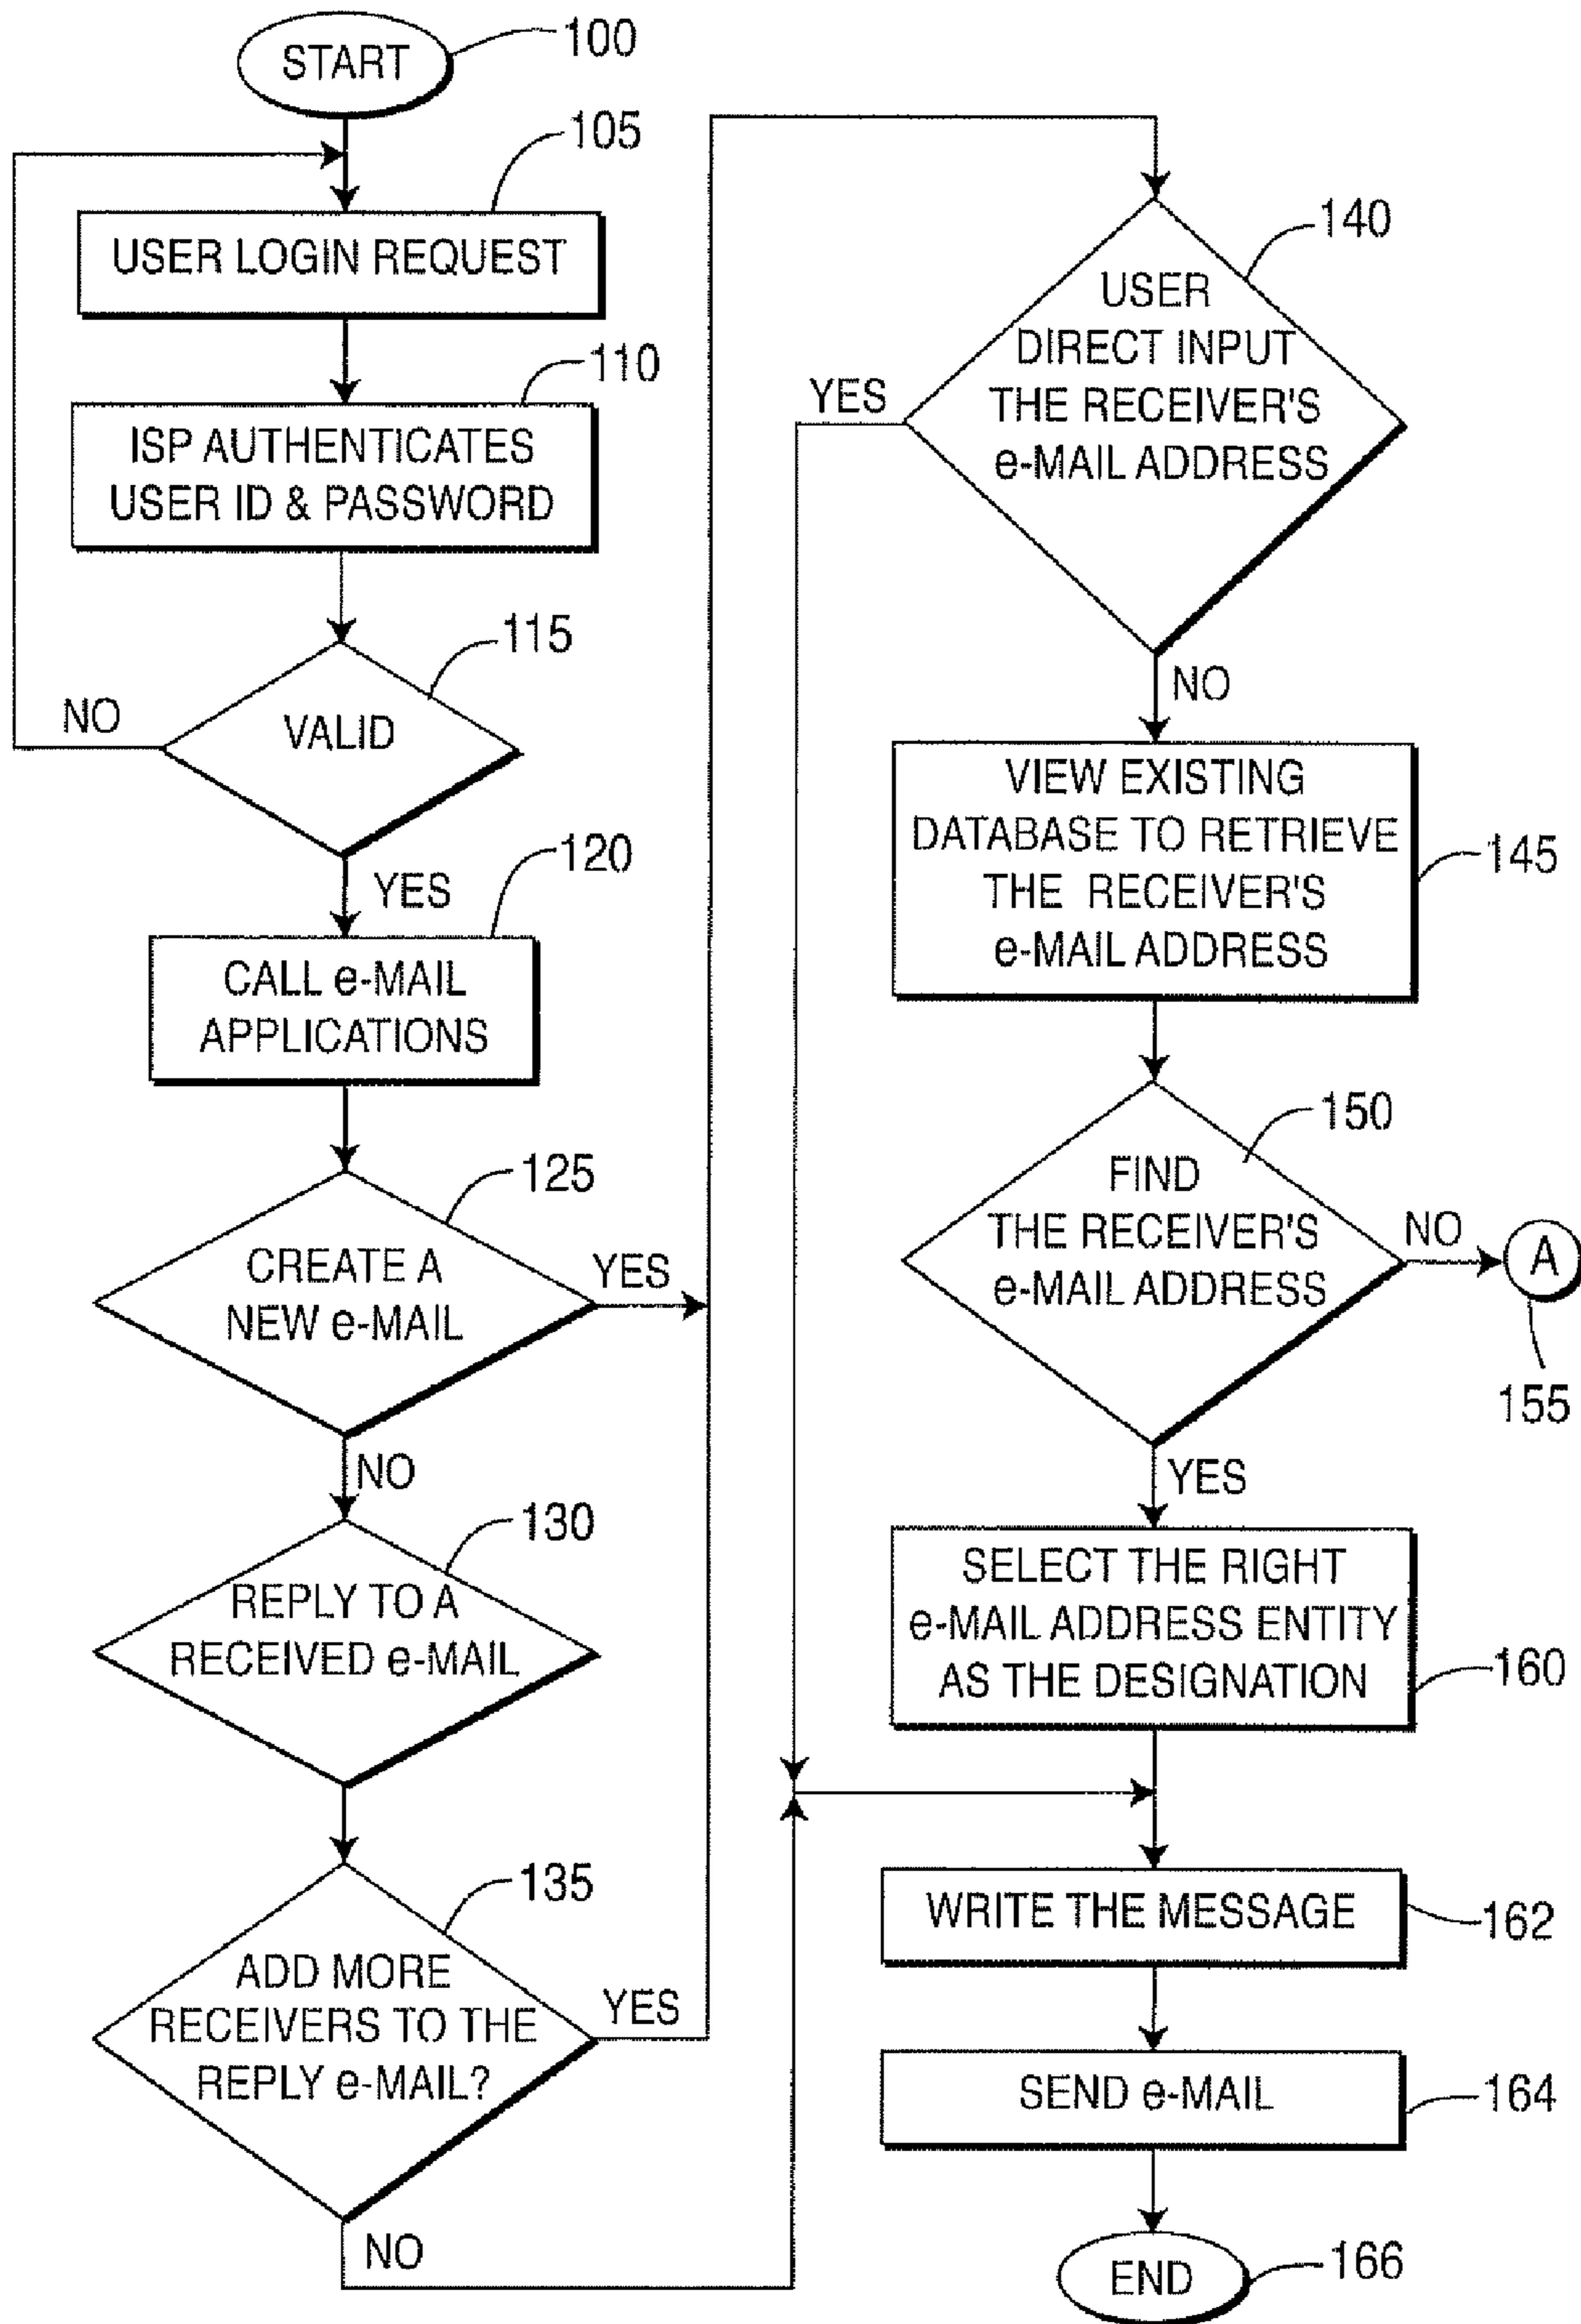 START
100
105
USER LOGIN REQUEST
110
ISP AUTHENTICATES
USER ID & PASSWORD
115
VALID
NO
YES
120
CALL e-MAIL
APPLICATIONS
125
CREATE A
NEW e-MAIL
YES
NO
130
REPLY TO A
RECEIVED e-MAIL
135
ADD MORE
RECEIVERS TO THE
REPLY e-MAIL?
YES
NO
140
USER
DIRECT INPUT
THE RECEIVER'S
e-MAIL ADDRESS
YES
NO
VIEW EXISTING
DATABASE TO RETRIEVE
THE RECEIVER'S
e-MAIL ADDRESS
145
150
FIND
THE RECEIVER'S
e-MAIL ADDRESS
NO
A
155
YES
SELECT THE RIGHT
e-MAIL ADDRESS ENTITY
AS THE DESIGNATION
160
WRITE THE MESSAGE
162
SEND e-MAIL
164
END
166